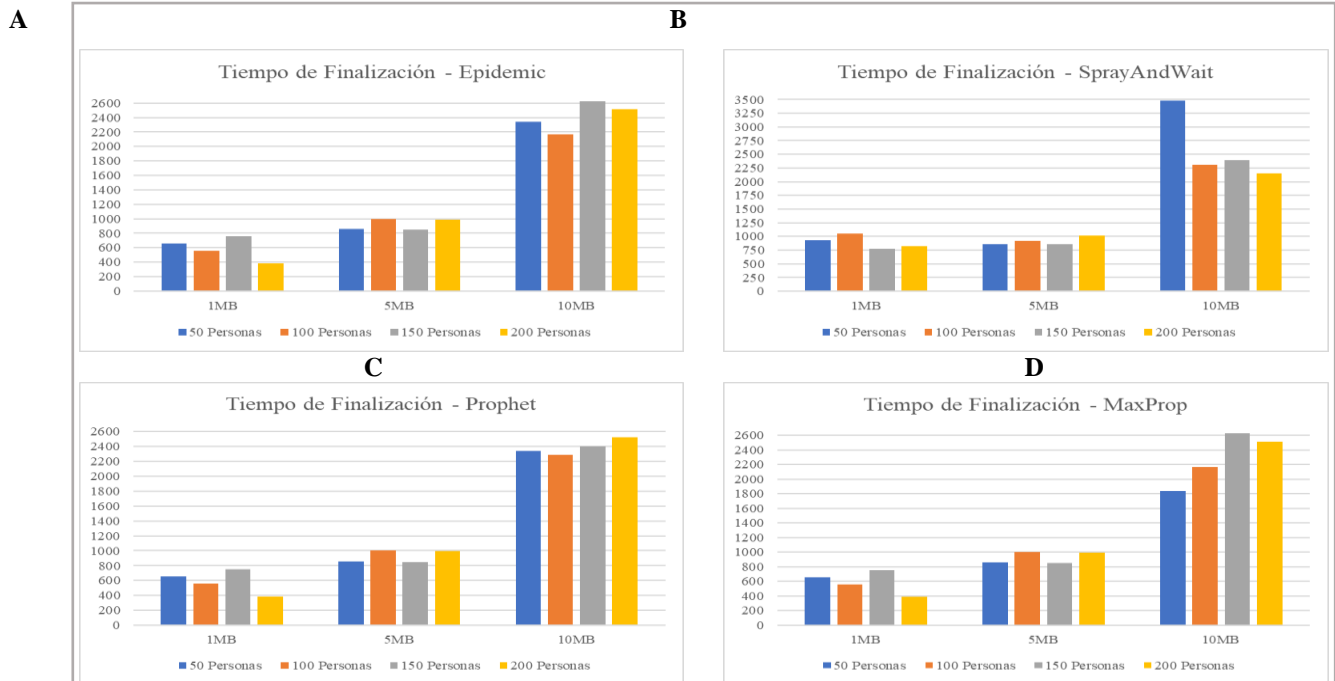 A
B
Tiempo de Finalización - Epidemic
2600
2400
2200
2000
1800
1600
1400
1200
1000
800
600
400
200
0
1MB
5MB
10MB
50 Personas
100 Personas
150 Personas
200 Personas
Tiempo de Finalización - SprayAndWait
3500
3250
3000
2750
2500
2250
2000
1750
1500
1250
1000
750
500
250
0
1MB
5MB
10MB
50 Personas
100 Personas
150 Personas
200 Personas
C
D
Tiempo de Finalización - Prophet
2600
2400
2200
2000
1800
1600
1400
1200
1000
800
600
400
200
0
1MB
5MB
10MB
50 Personas
100 Personas
150 Personas
200 Personas
Tiempo de Finalización - MaxProp
2600
2400
2200
2000
1800
1600
1400
1200
1000
800
600
400
200
0
1MB
5MB
10MB
50 Personas
100 Personas
150 Personas
200 Personas